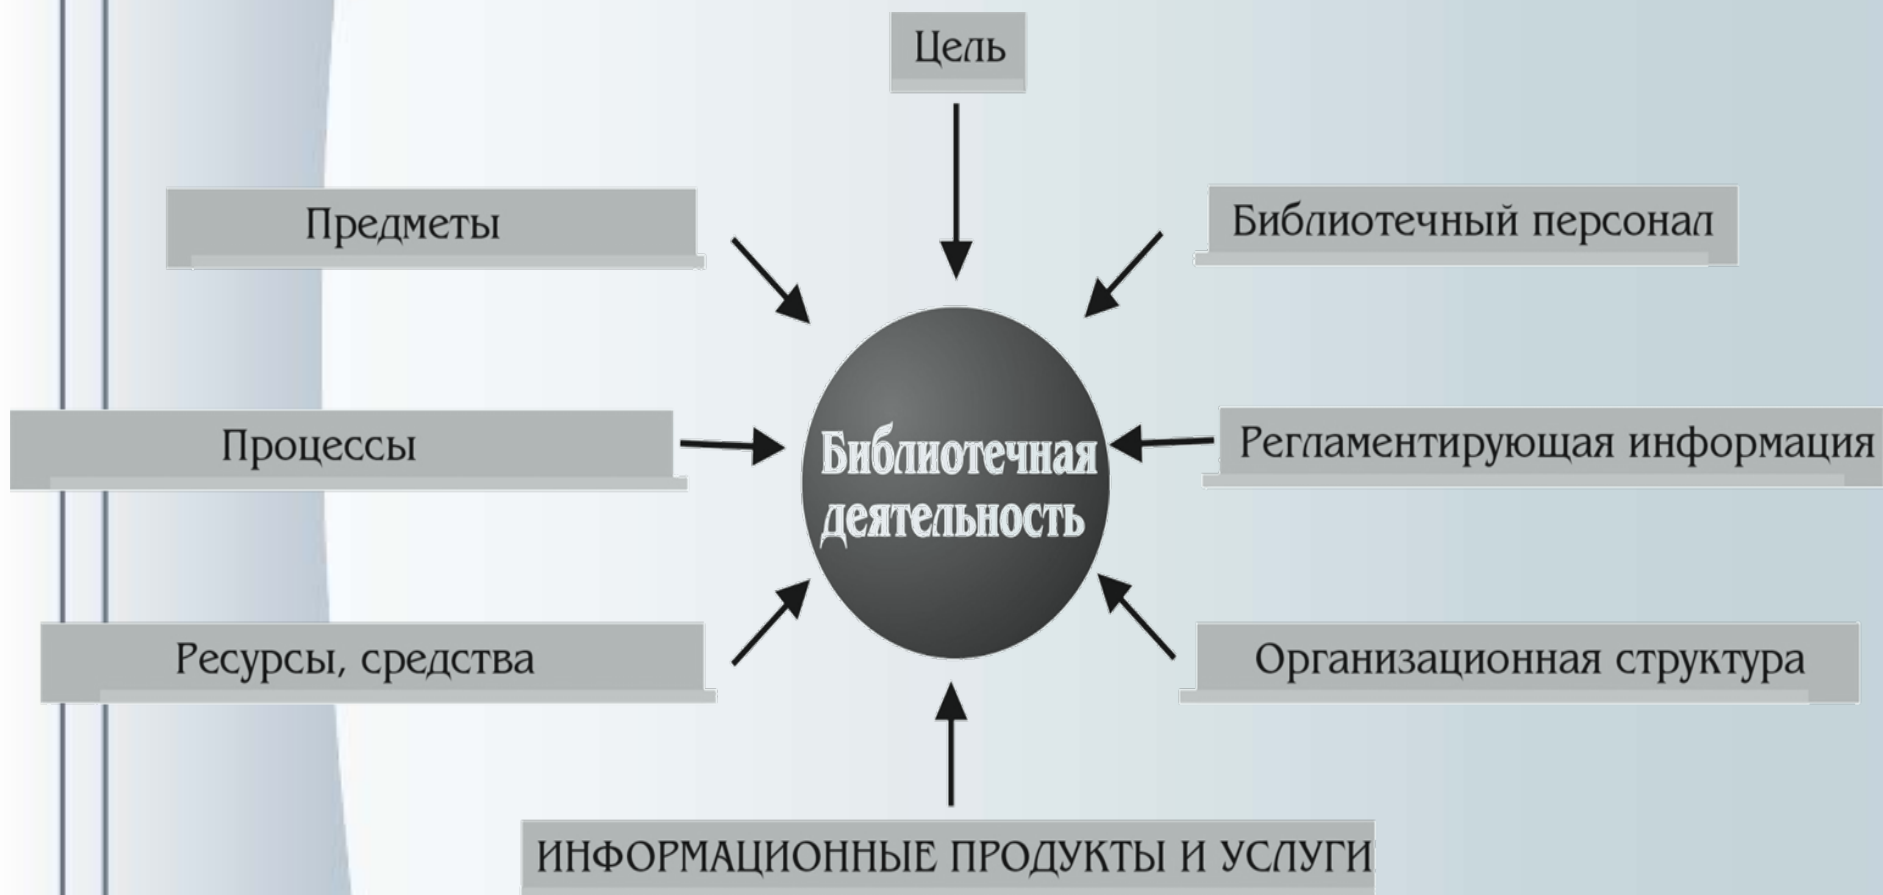 Цель
Предметы
Библиотечный персонал
Процессы
Библиотечная
деятельность
Регламентирующая информация
Ресурсы, средства
Организационная структура
ИНФОРМАЦИОННЫЕ ПРОДУКТЫ И УСЛУГИ